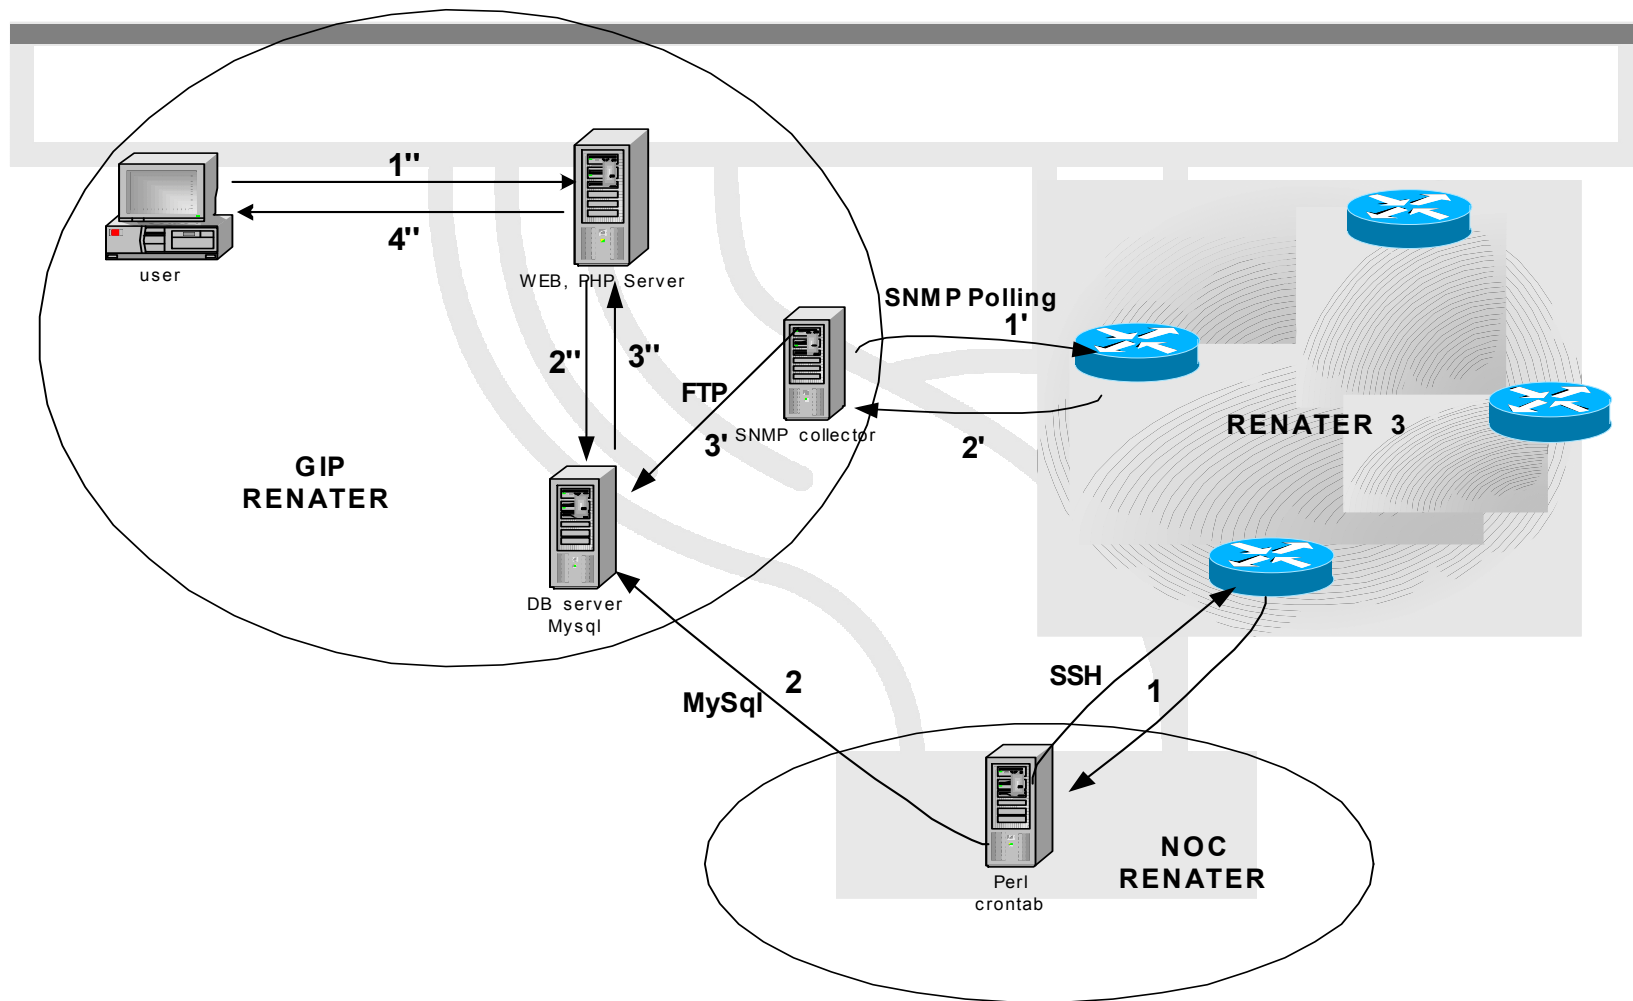 1''
4''
user
WEB, PHP Server
SNMP Polling
1'
2''
3''
FTP
3'
SNMP collector
2'
RENATER 3
GIP
RENATER
DB server
Mysql
MySql
2
SSH
1
NOC
RENATER
Perl
crontab